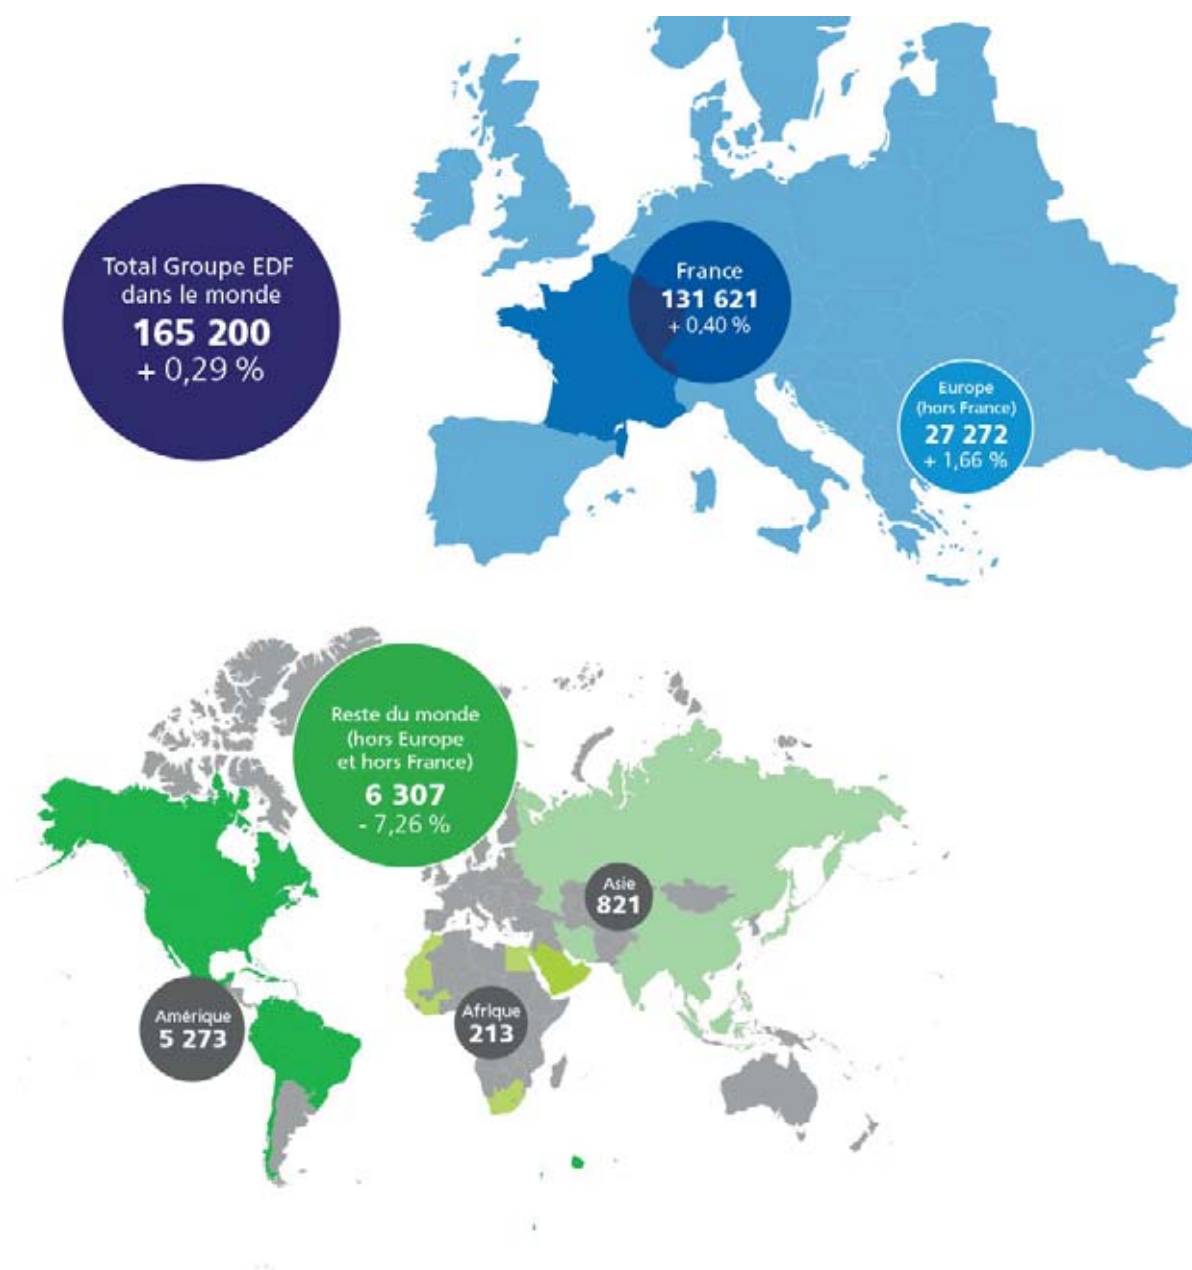 Total Groupe EDF
dans le monde
165 200
+ 0,29 %
France
131 621
+ 0,40 %
Europe
(hors France)
27 272
+ 1,66 %
Reste du monde
(hors Europe
et hors France)
6 307
- 7,26 %
Asie
821
Amérique
5 273
Afrique
213